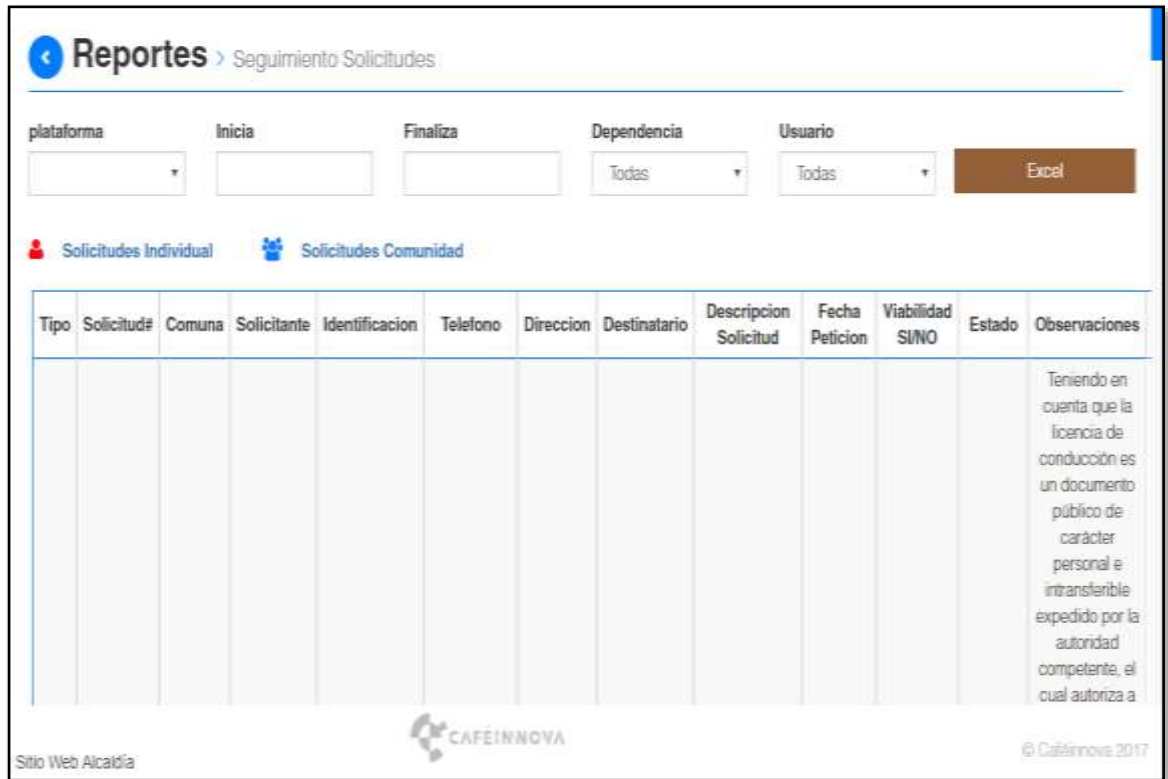 Reportes > Seguimiento Solicitudes
plataforma Inicia Finaliza Dependencia Usuario
Todas Todas Excel
Solicitudes Individual Solicitudes Comunidad
Tipo Solicitud# Comuna Solicitante Identificacion Telefono Direccion Destinatario Descripcion Solicitud Fecha Peticion Viabilidad SI/NO Estado Observaciones
Teniendo en
cuenta que la
licencia de
conducción es
un documento
público de
carácter
personal e
intransferible
expedido por la
autoridad
competente, el
cual autoriza a
CAFÉINNOVA
Sitio Web Alcaldía
© Caféinnova 2017